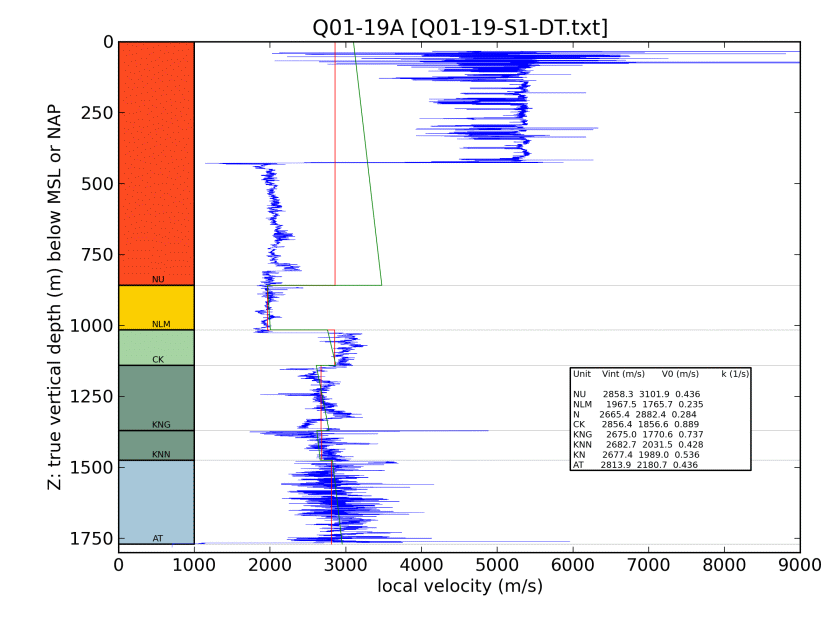 Q01-19A [Q01-19-S1-DT.txt]
Z: true vertical depth (m) below MSL or NAP
0
250
500
750
1000
1250
1500
1750
NU
NLM
CK
KNG
KNN
AT
Unit Vint (m/s) V0 (m/s) k (1/s)
NU 2858.3 3101.9 0.436
NLM 1967.5 1765.7 0.235
N 2665.4 2882.4 0.284
CK 2856.4 1856.6 0.889
KNG 2675.0 1770.6 0.737
KNN 2682.7 2031.5 0.428
KN 2677.4 1989.0 0.536
AT 2813.9 2180.7 0.436
0 1000 2000 3000 4000 5000 6000 7000 8000 9000
local velocity (m/s)